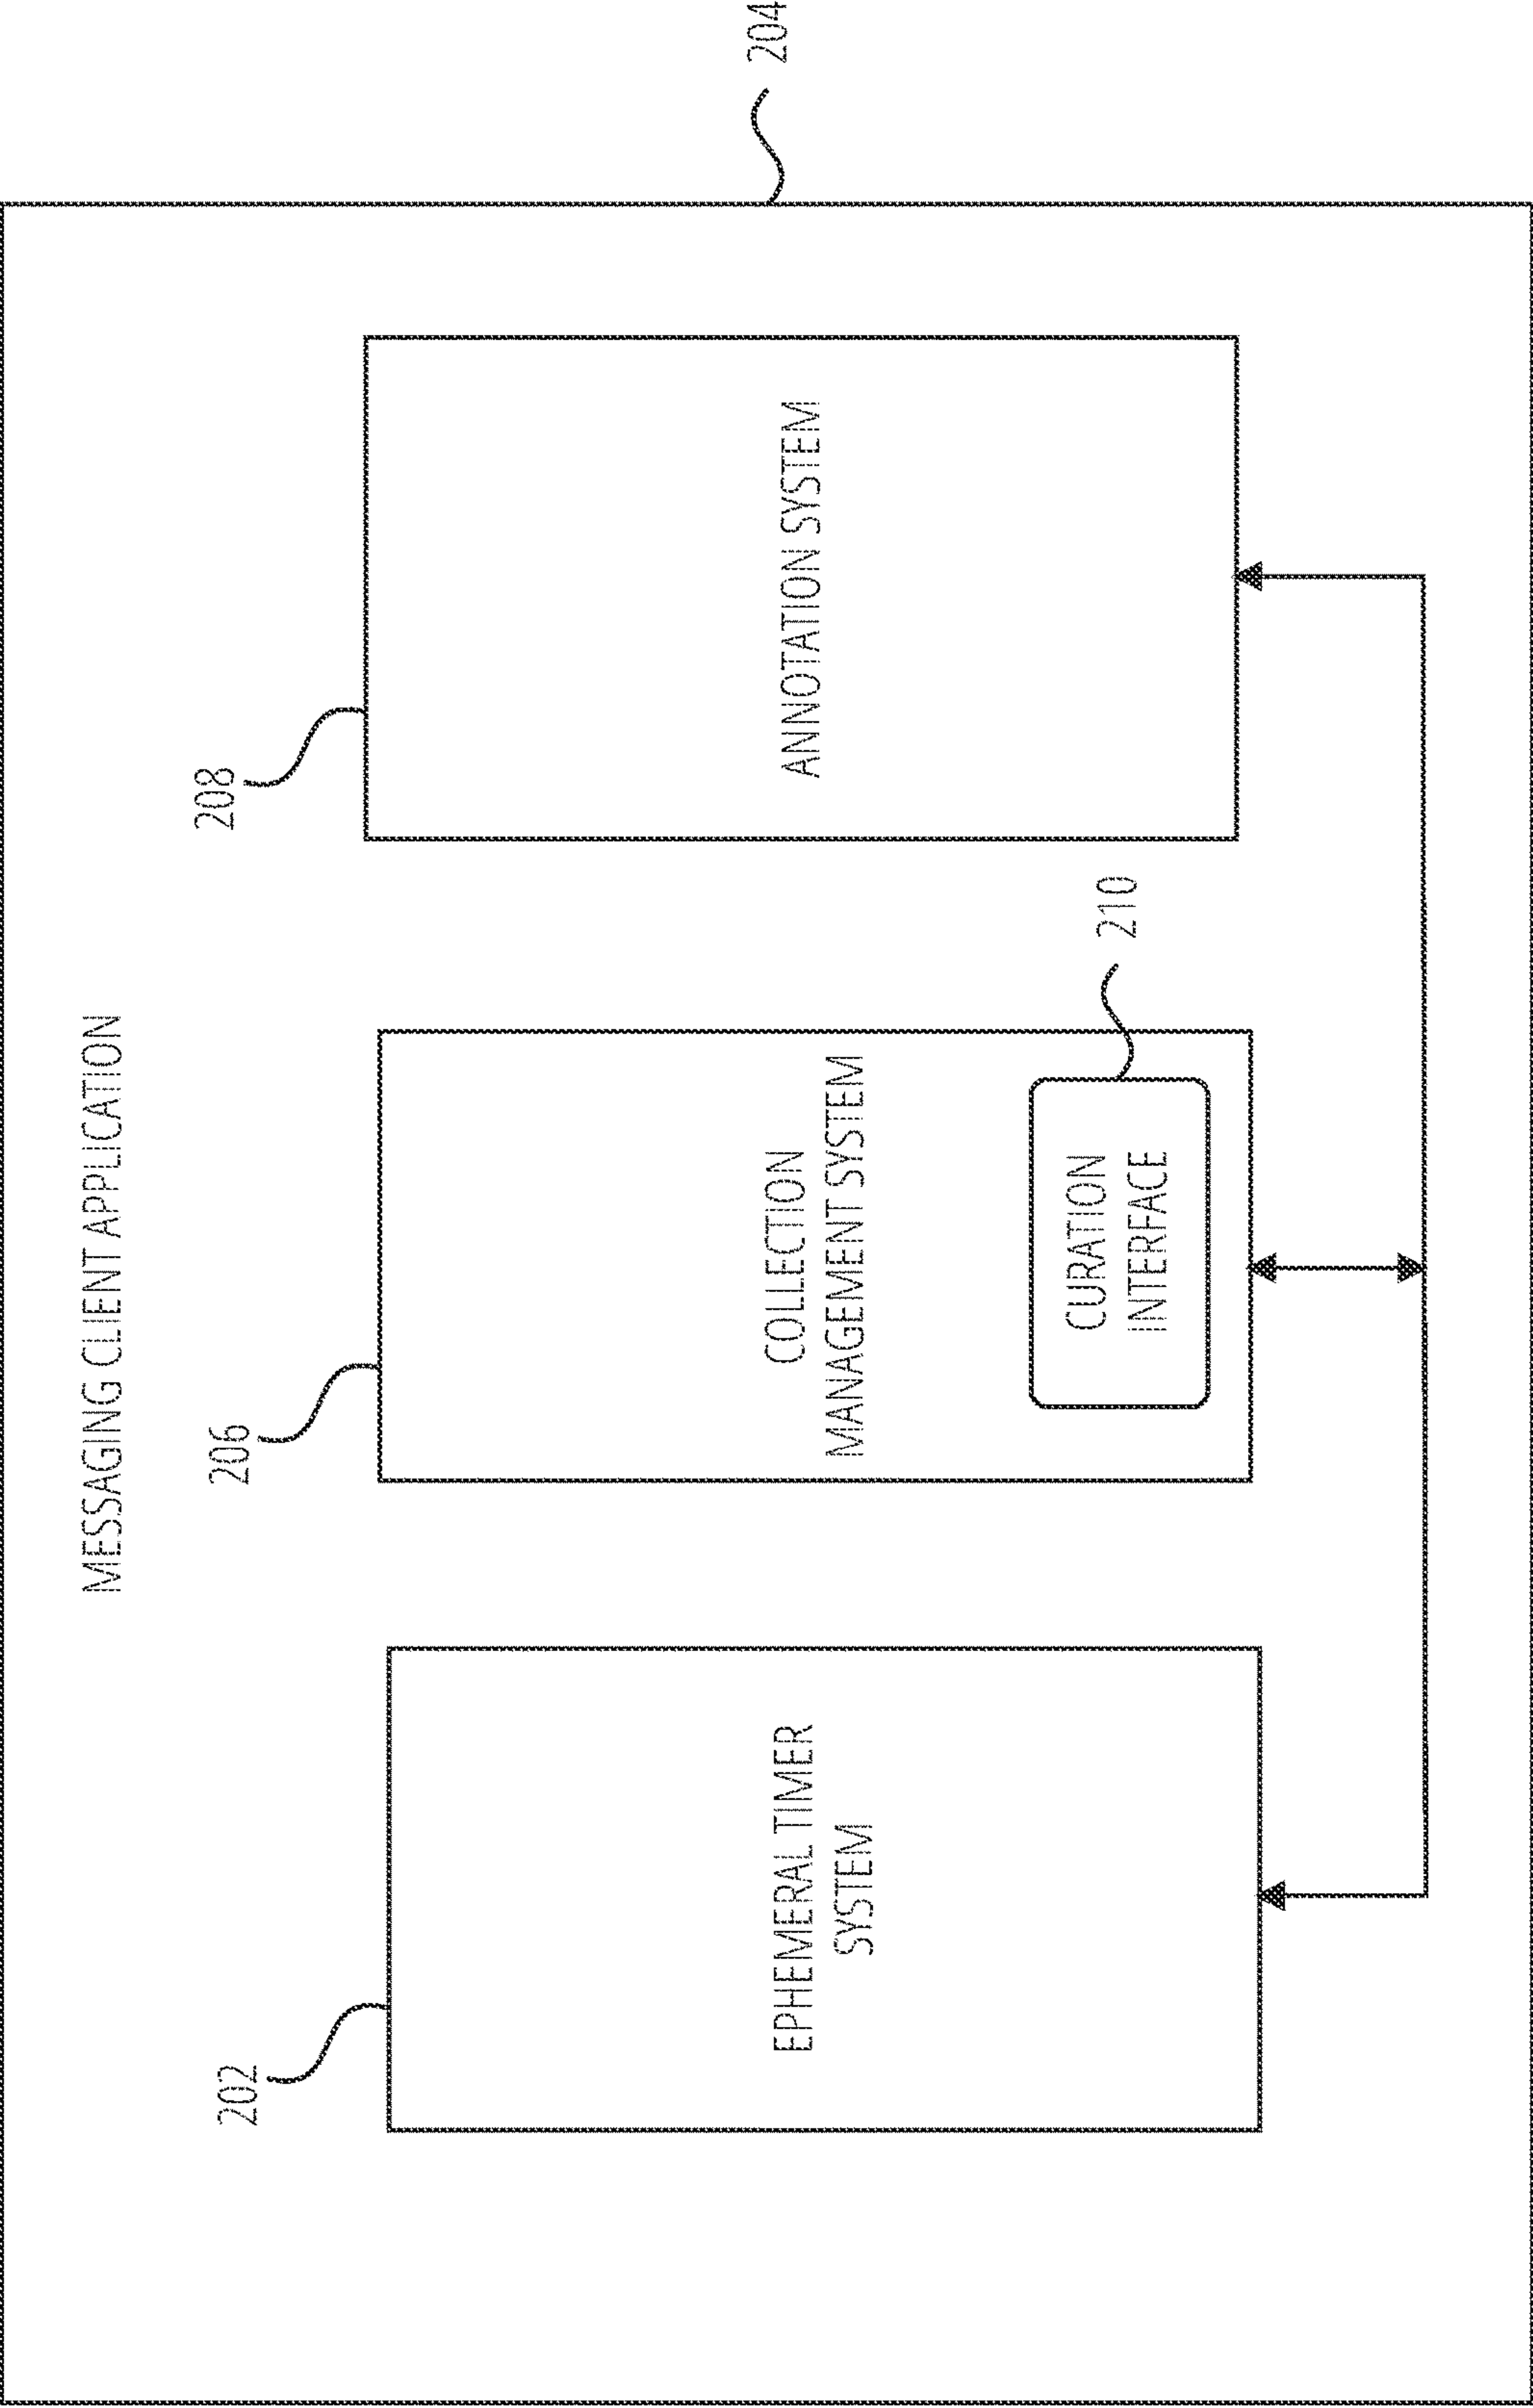 MESSAGING CLIENT APPLICATION
202
206
208
EPHEMERAL TIMER
SYSTEM
COLLECTION
MANAGEMENT SYSTEM
ANNOTATION SYSTEM
204
CURATION
INTERFACE
210